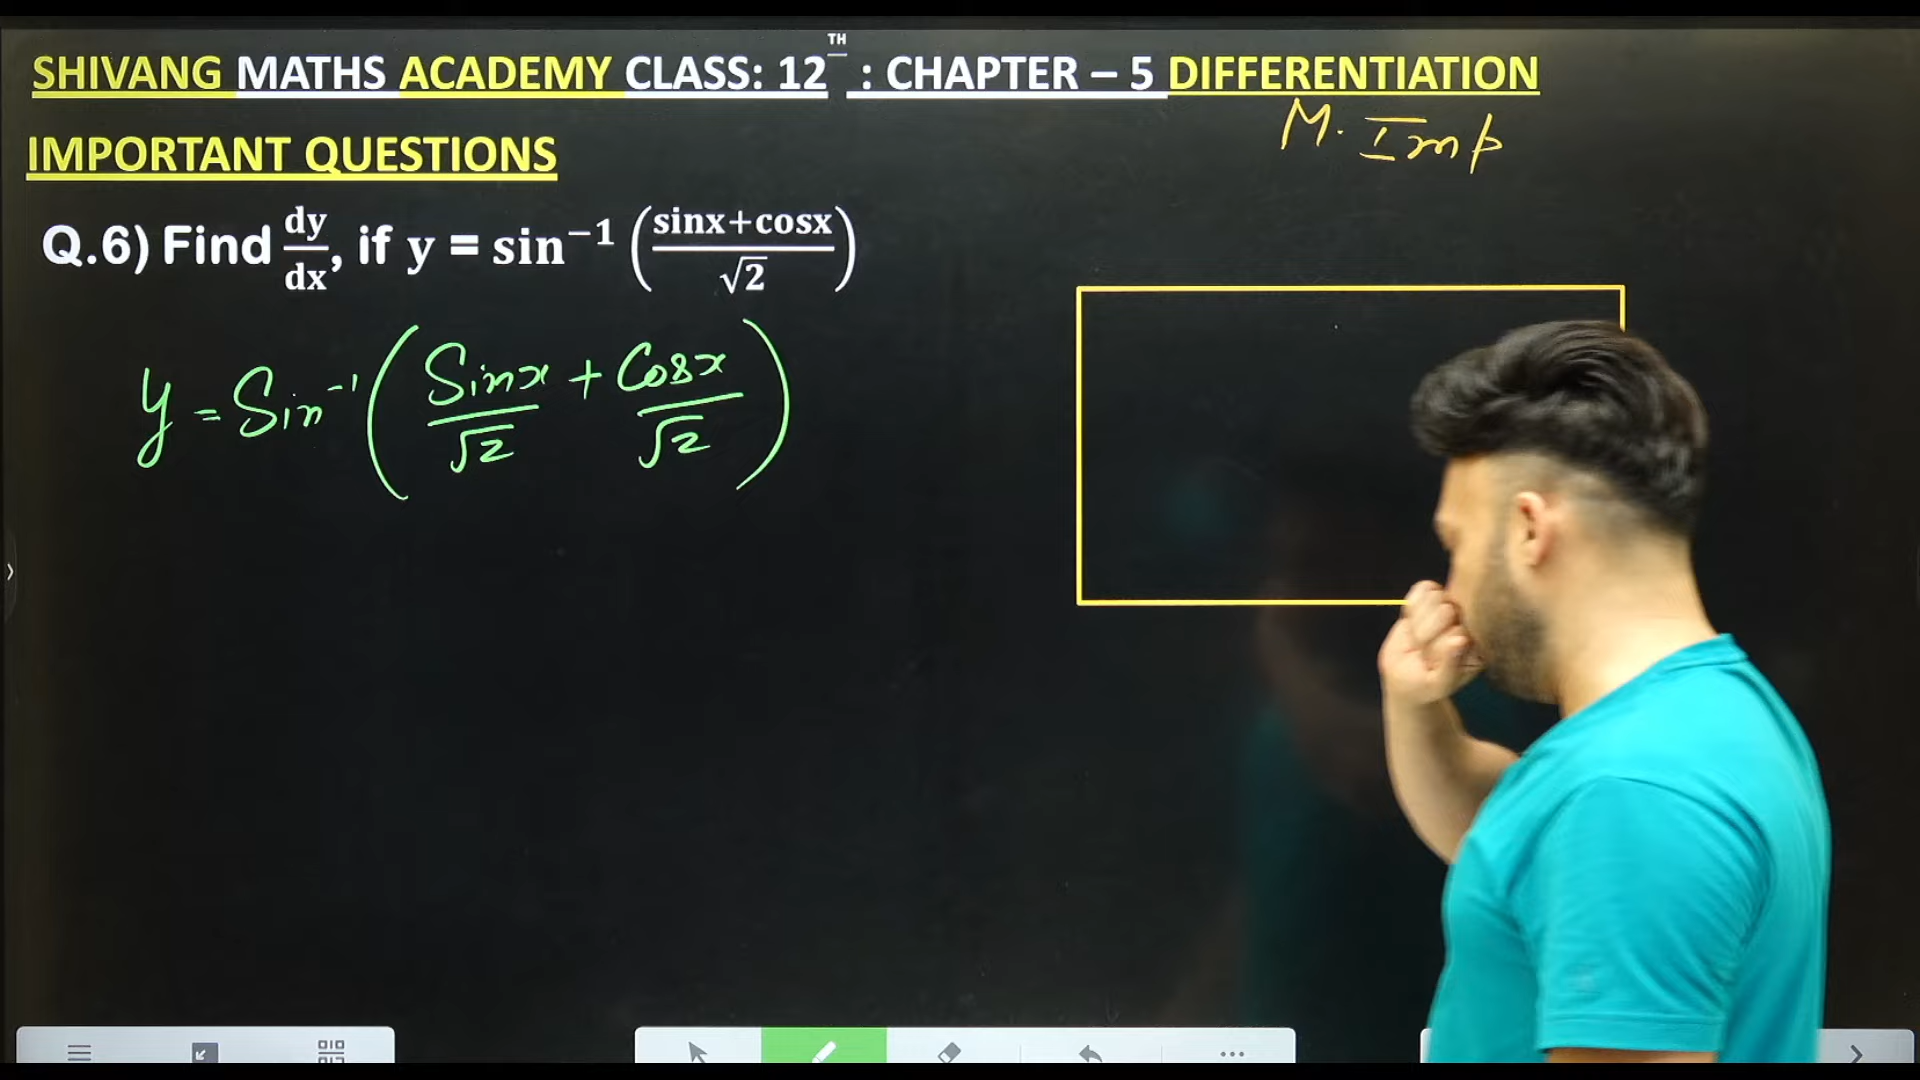 SHIVANG MATHS ACADEMY CLASS: 12TH : CHAPTER – 5 DIFFERENTIATION
M. Imp
IMPORTANT QUESTIONS
Q.6) Find dy/dx, if y = sin⁻¹ ((sinx+cosx)/√2)
y = Sin⁻¹ (Sinx/√2 + Cosx/√2)